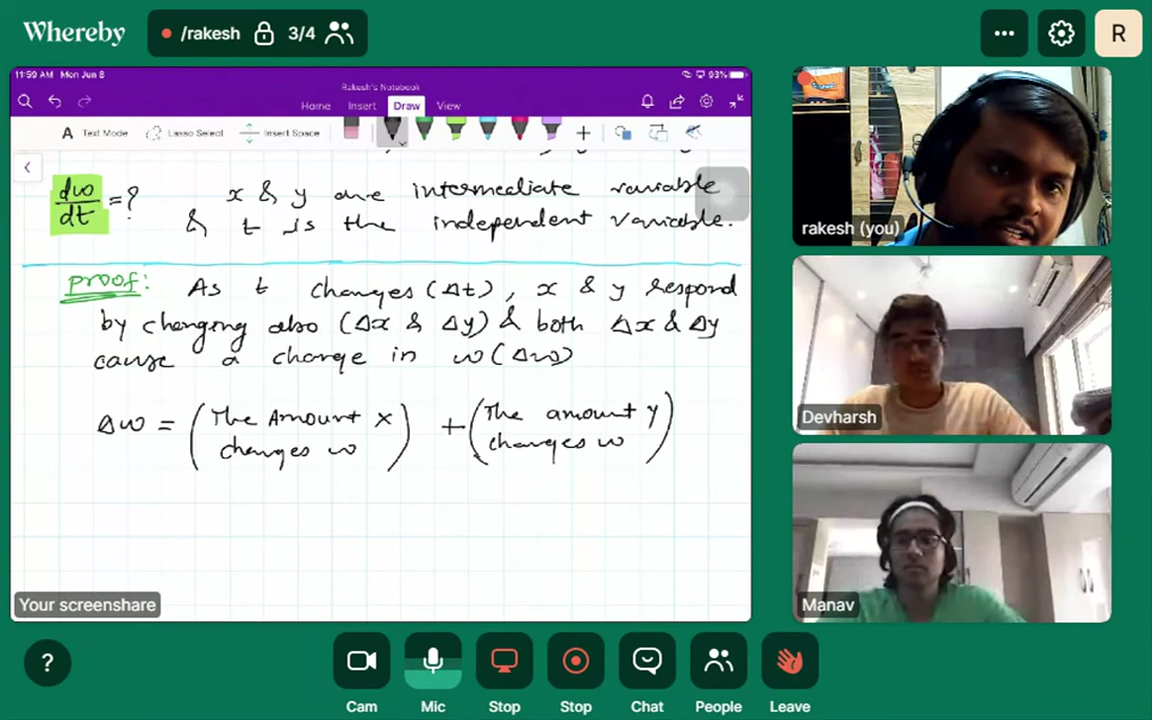 Whereby
/rakesh 3/4
R
11:59 AM Mon Jun 8
93%
Rakesh's Notebook
Home Insert Draw View
A Text Mode Lasso Select Insert Space
dw/dt = ? x & y are intermediate variable
& t is the independent variable.
Proof: As t changes (Δt), x & y respond
by changing also (Δx & Δy) & both Δx & Δy
cause a change in w (Δw)
Δw = (The Amount x changes w) + (The amount y changes w)
Your screenshare
rakesh (you)
Devharsh
Manav
?
Cam Mic Stop Stop Chat People Leave